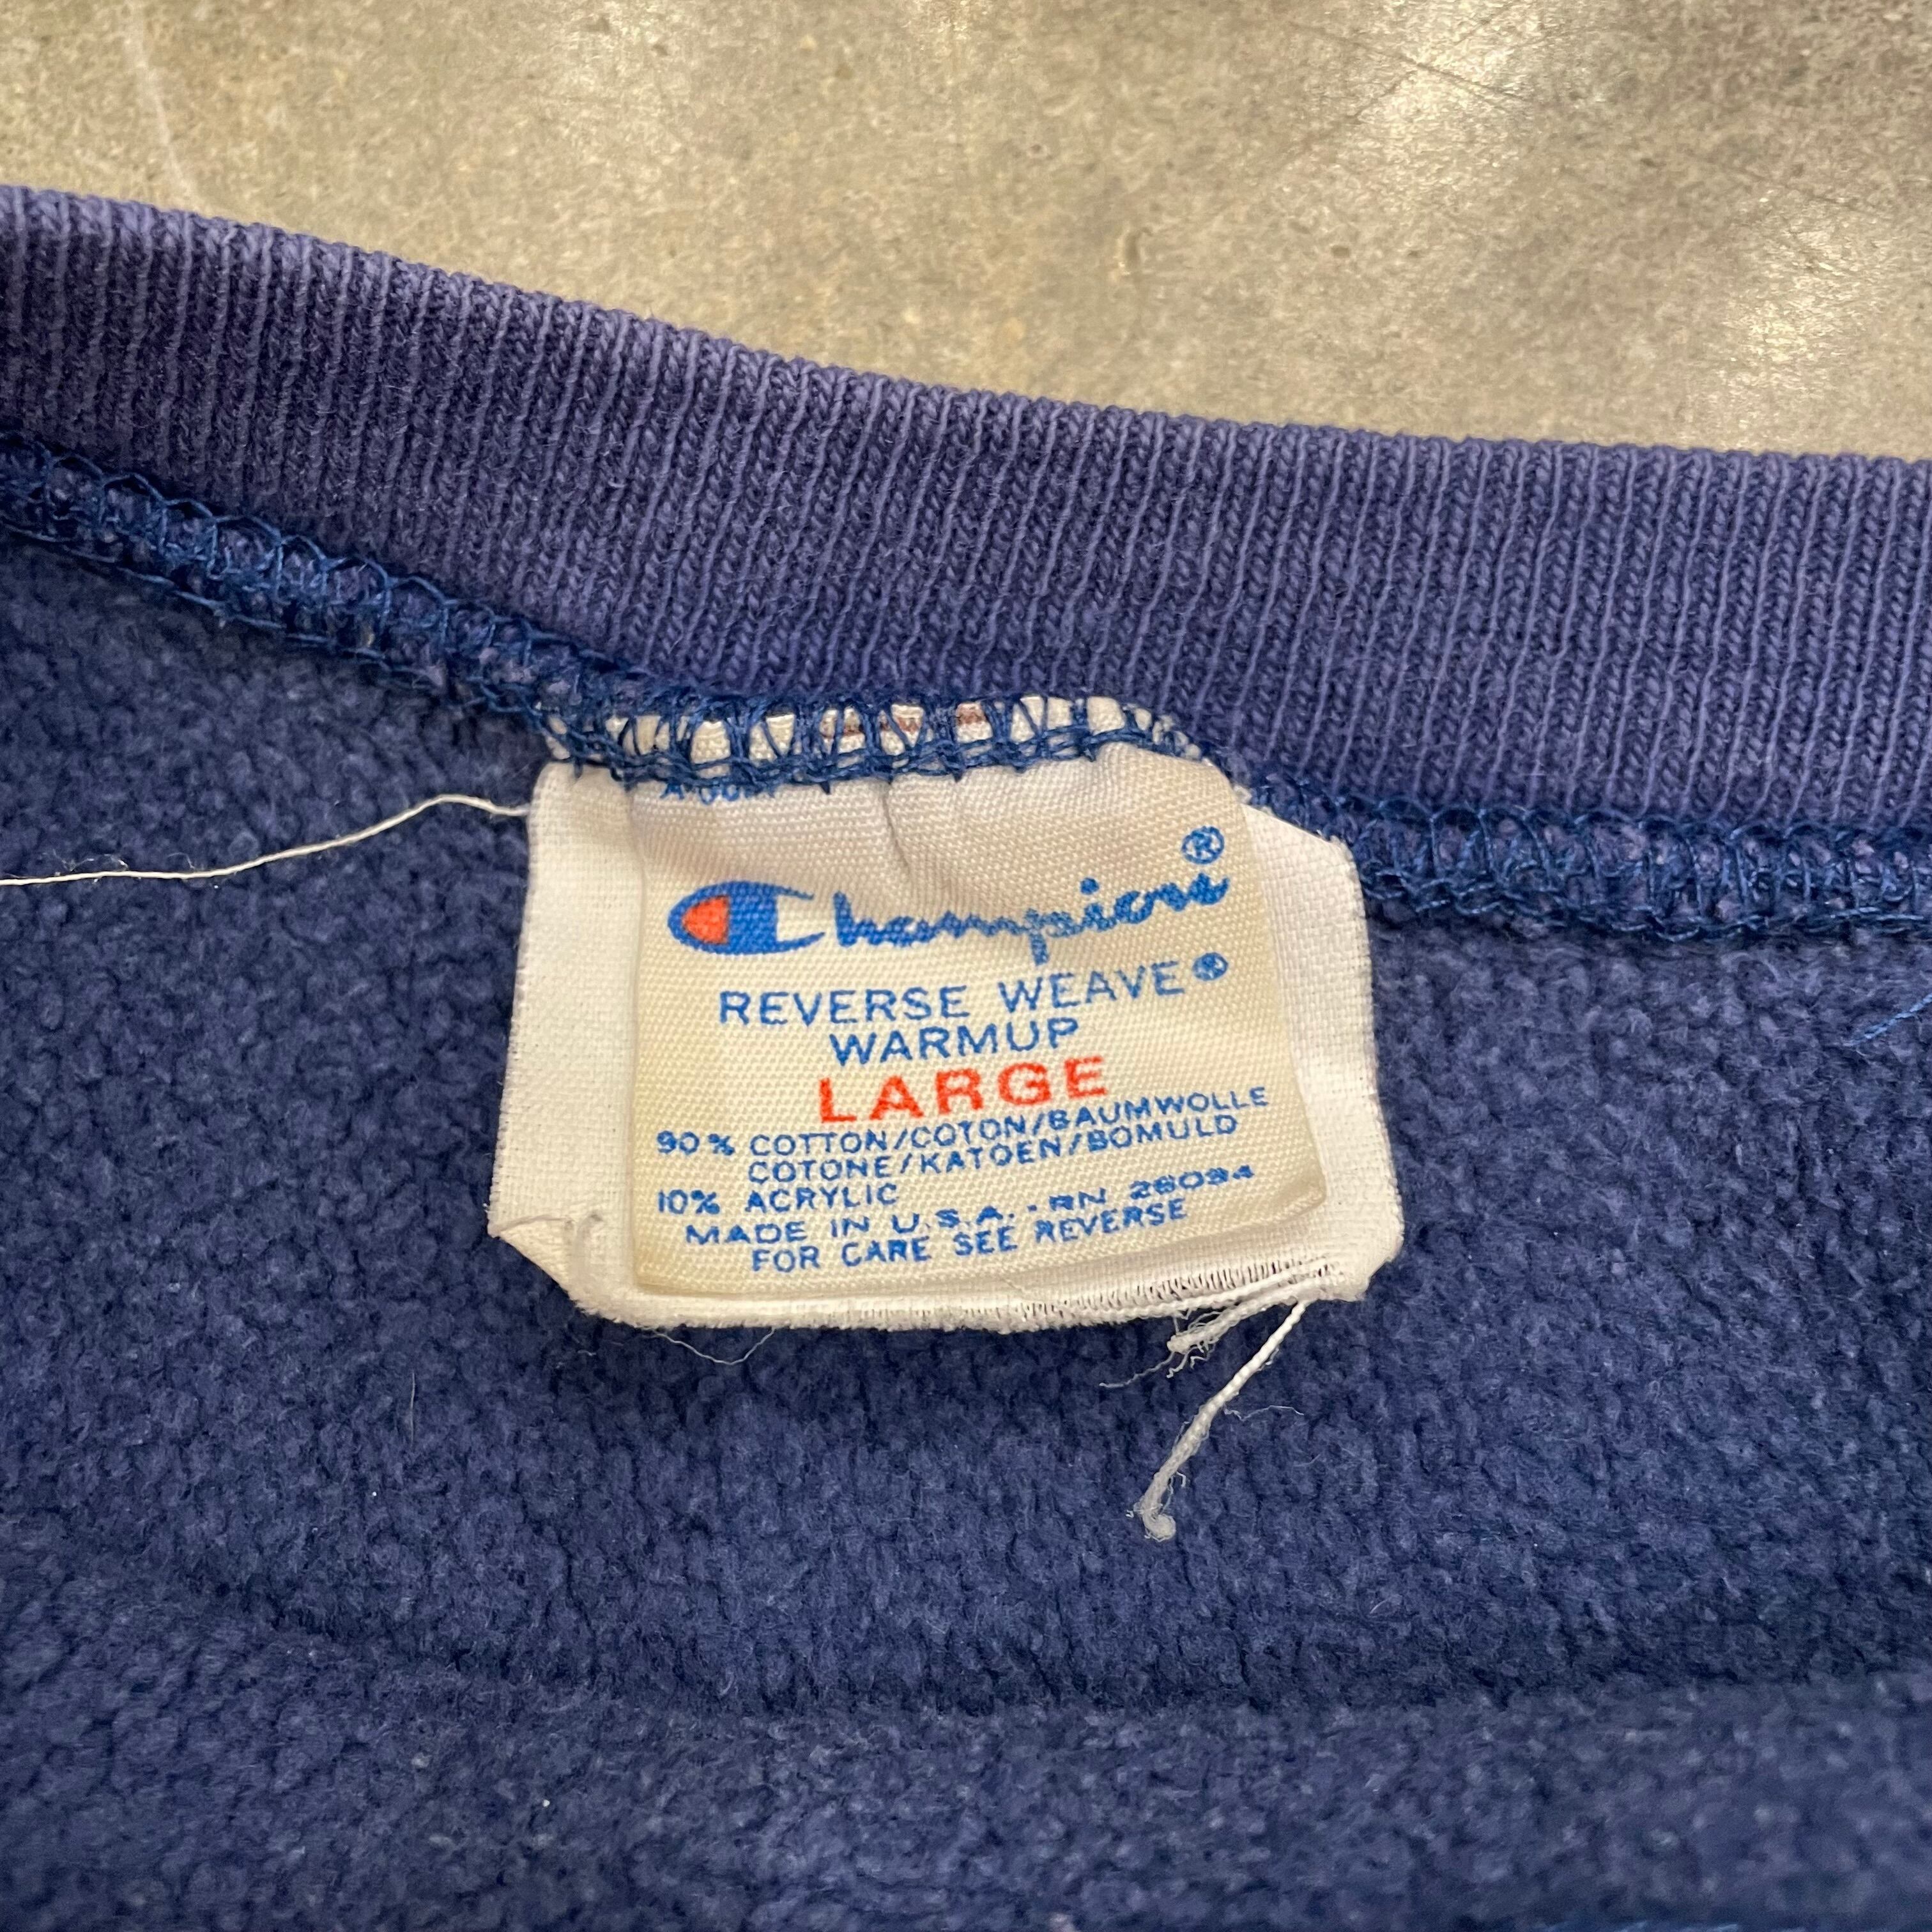 Champion®
REVERSE WEAVE®
WARMUP
LARGE
90% COTTON/COTON/BAUMWOLLE
COTONE/KATOEN/BOMULD
10% ACRYLIC
MADE IN U.S.A. - RN 26094
FOR CARE SEE REVERSE